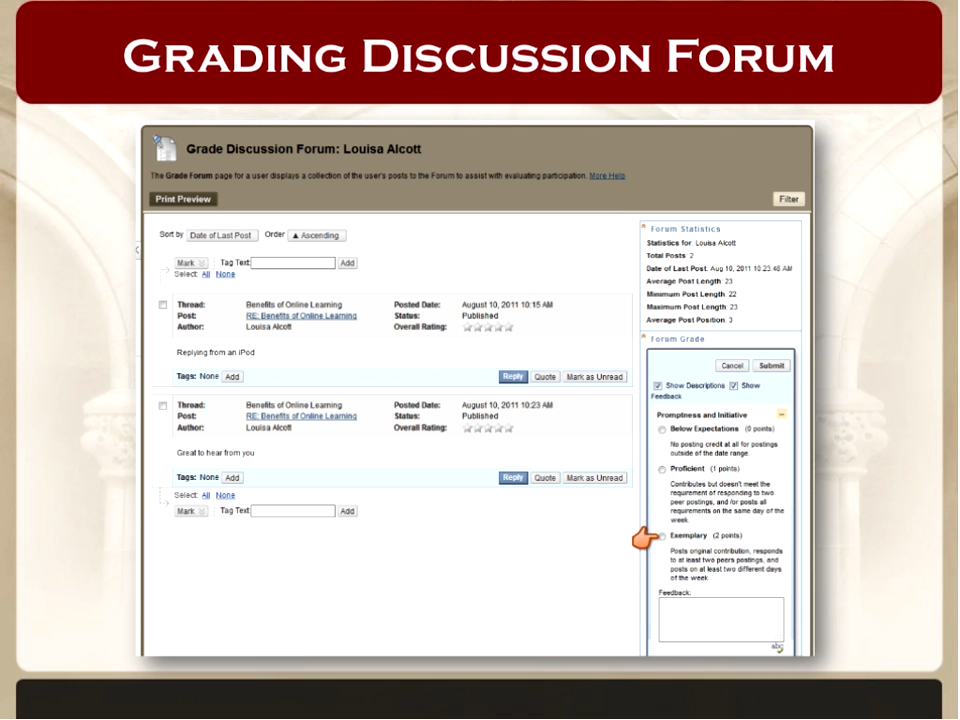 Grading Discussion Forum
Grade Discussion Forum: Louisa Alcott
The Grade Forum page for a user displays a collection of the user's posts to the Forum to assist with evaluating participation. More Help
Print Preview
Filter
Sort by Date of Last Post Order ▲ Ascending
Mark Tag Text: Add
Select: All None
Thread: Benefits of Online Learning Posted Date: August 10, 2011 10:15 AM
Post: RE: Benefits of Online Learning Status: Published
Author: Louisa Alcott Overall Rating:
Replying from an iPod
Tags: None Add Reply Quote Mark as Unread
Thread: Benefits of Online Learning Posted Date: August 10, 2011 10:23 AM
Post: RE: Benefits of Online Learning Status: Published
Author: Louisa Alcott Overall Rating:
Great to hear from you
Tags: None Add Reply Quote Mark as Unread
Select: All None
Mark Tag Text: Add
Forum Statistics
Statistics for: Louisa Alcott
Total Posts: 2
Date of Last Post: Aug 10, 2011 10:23:48 AM
Average Post Length: 23
Minimum Post Length: 22
Maximum Post Length: 23
Average Post Position: 3
Forum Grade
Cancel Submit
Show Descriptions Show
Feedback
Promptness and Initiative
Below Expectations (0 points)
No posting credit at all for postings
outside of the date range.
Proficient (1 points)
Contributes but doesn't meet the
requirement of responding to two
peer postings, and /or posts all
requirements on the same day of the
week.
Exemplary (2 points)
Posts original contribution, responds
to at least two peers postings, and
posts on at least two different days
of the week.
Feedback:
abc